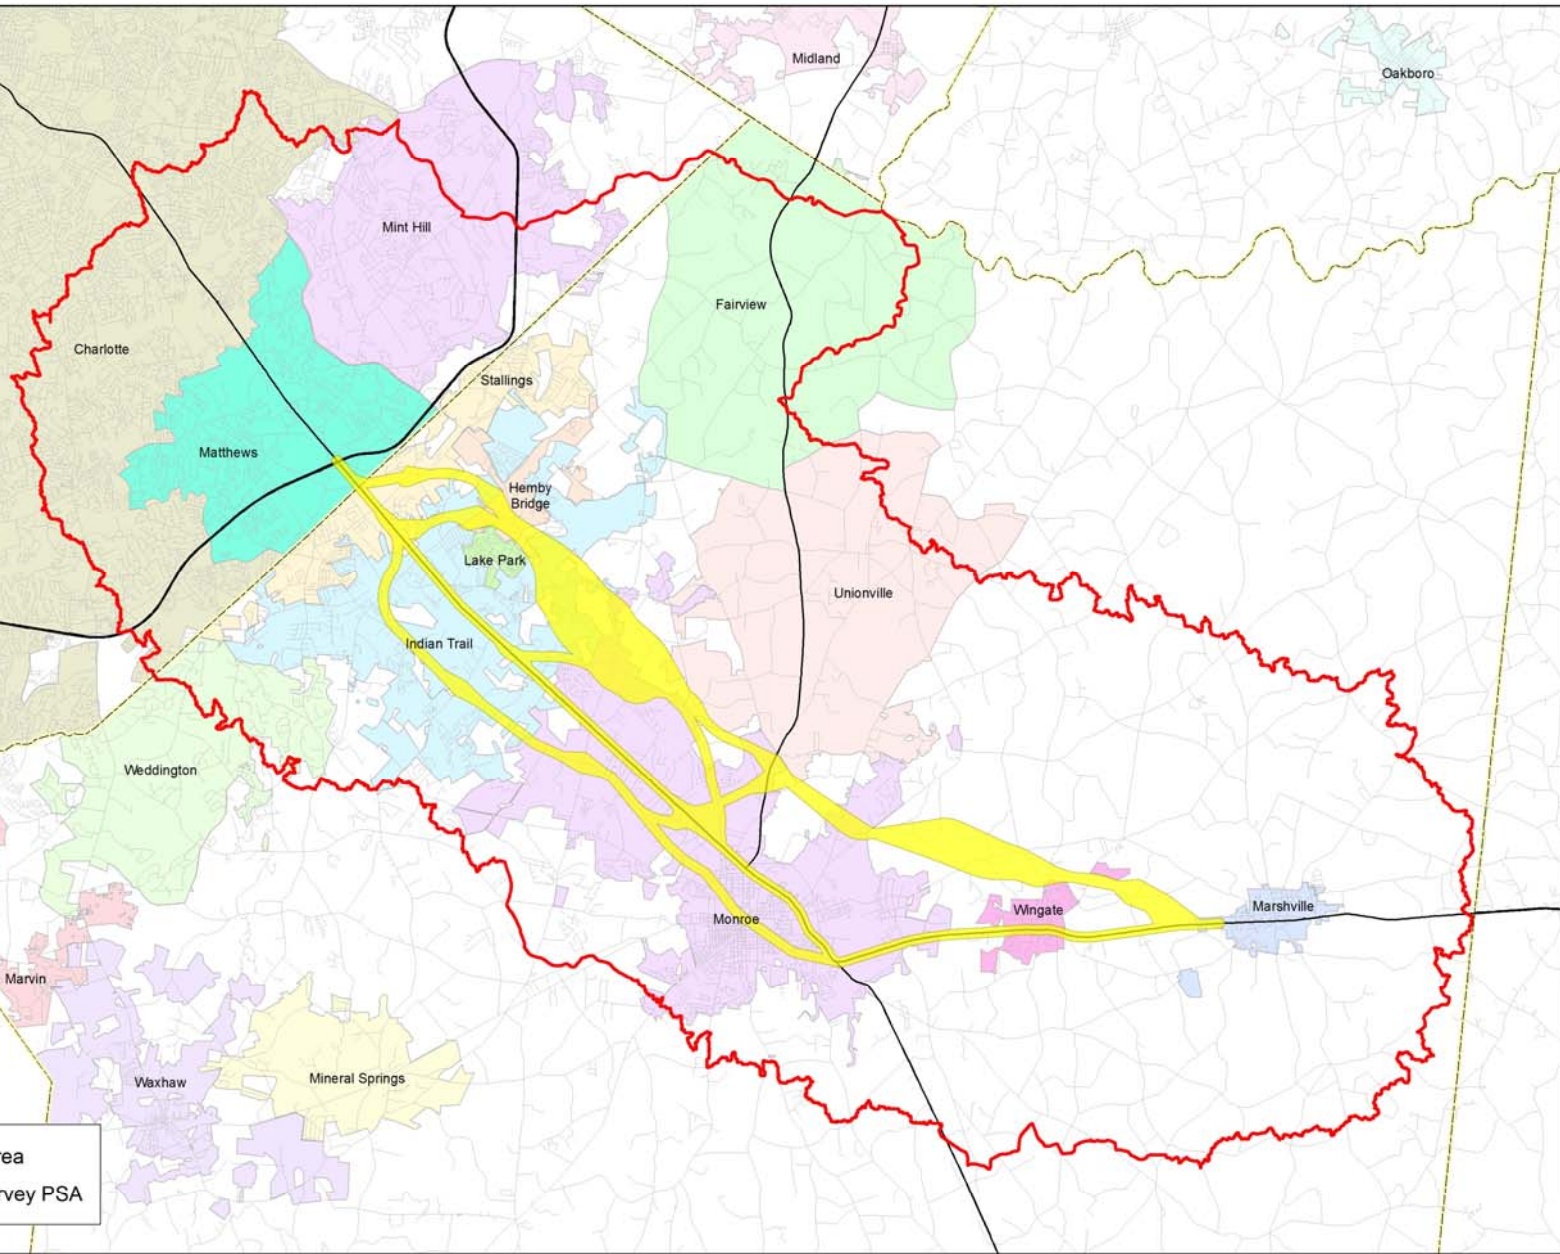 Midland
Oakboro
Mint Hill
Fairview
Charlotte
Stallings
Matthews
Hemby
Bridge
Lake Park
Unionville
Indian Trail
Weddington
Marshville
Wingate
Monroe
Marvin
Mineral Springs
Waxhaw
rea
rvey PSA